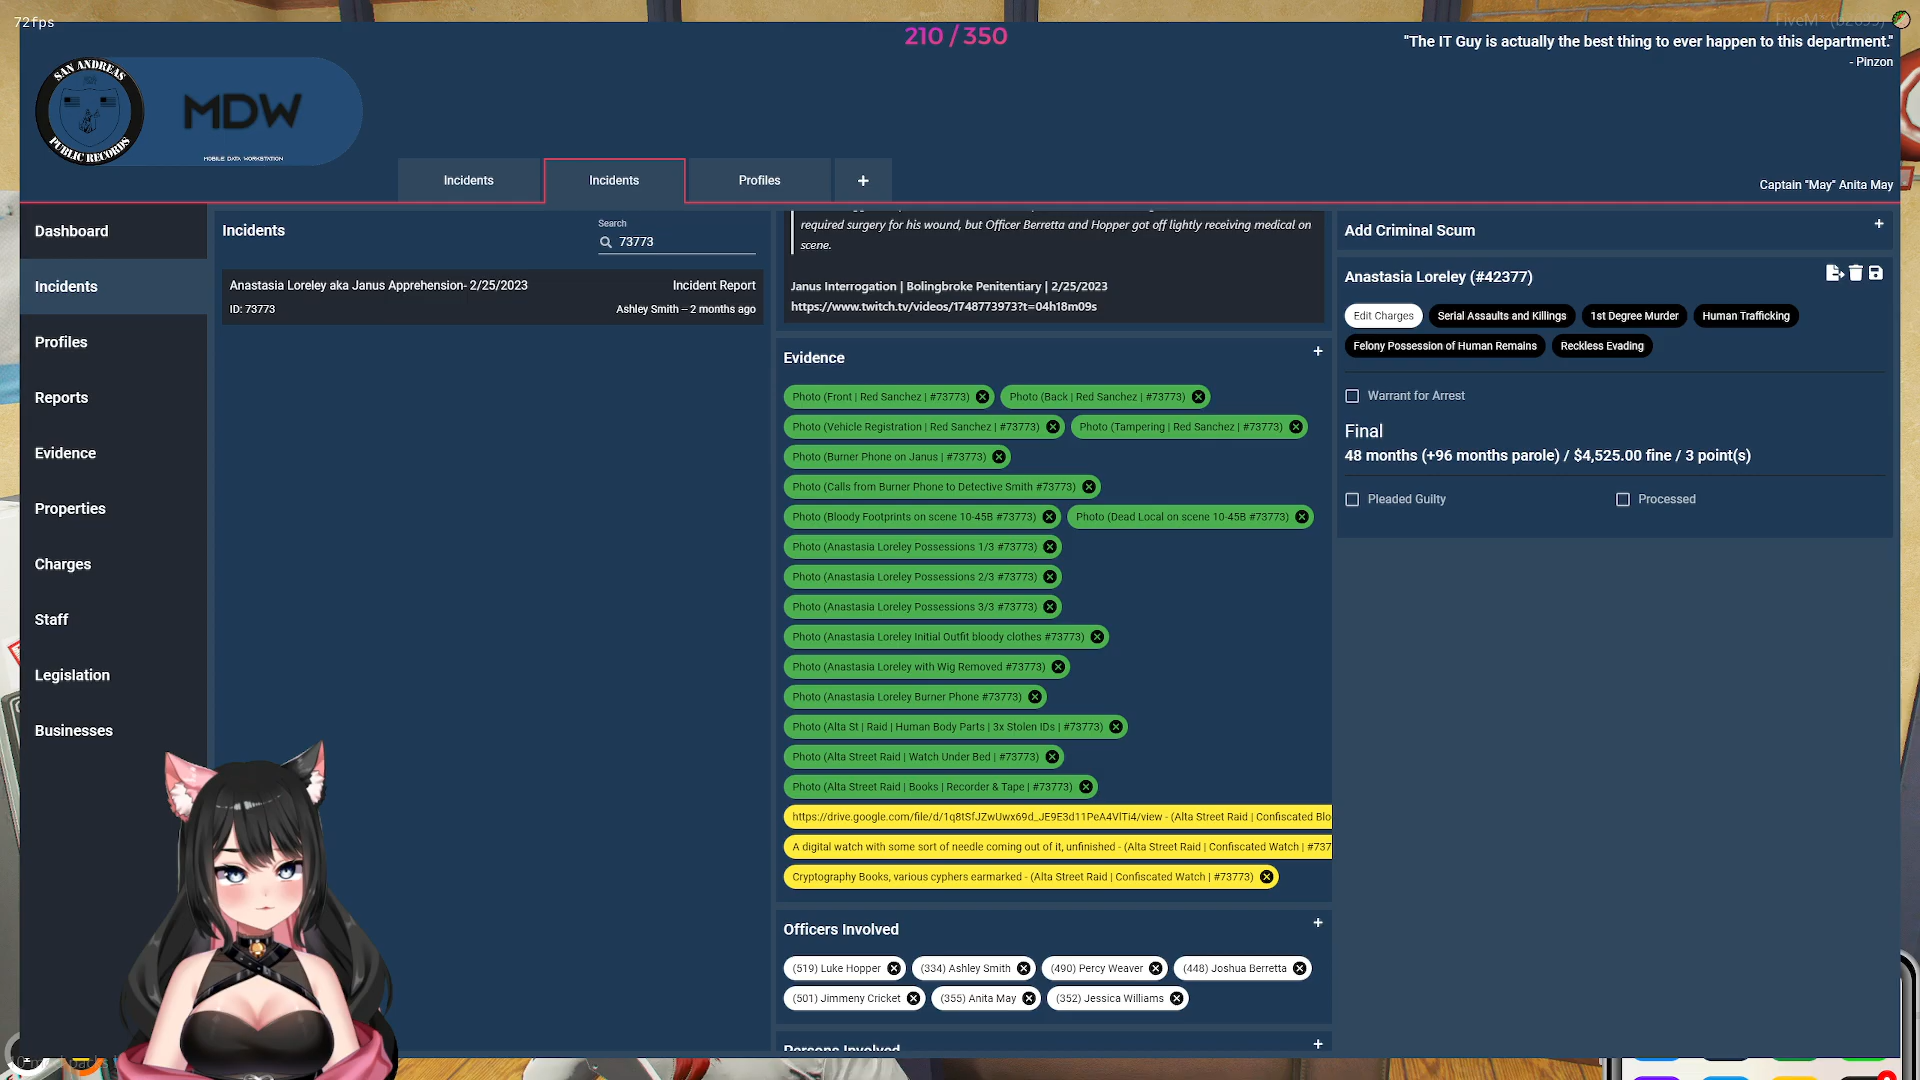 72fps
210 / 350
FiveM
"The IT Guy is actually the best thing to ever happen to this department."
- Pinzon
SAN ANDREAS
PUBLIC RECORDS
MDW
MOBILE DATA WORKSTATION
Incidents
Incidents
Profiles
+
Captain "May" Anita May
Dashboard
Incidents
Profiles
Reports
Evidence
Properties
Charges
Staff
Legislation
Businesses
Incidents
Search
73773
Anastasia Loreley aka Janus Apprehension- 2/25/2023
Incident Report
ID: 73773
Ashley Smith – 2 months ago
required surgery for his wound, but Officer Berretta and Hopper got off lightly receiving medical on
scene.
Janus Interrogation | Bolingbroke Penitentiary | 2/25/2023
https://www.twitch.tv/videos/1748773973?t=04h18m09s
Evidence
+
Photo (Front | Red Sanchez | #73773)
Photo (Back | Red Sanchez | #73773)
Photo (Vehicle Registration | Red Sanchez | #73773)
Photo (Tampering | Red Sanchez | #73773)
Photo (Burner Phone on Janus | #73773)
Photo (Calls from Burner Phone to Detective Smith #73773)
Photo (Bloody Footprints on scene 10-45B #73773)
Photo (Dead Local on scene 10-45B #73773)
Photo (Anastasia Loreley Possessions 1/3 #73773)
Photo (Anastasia Loreley Possessions 2/3 #73773)
Photo (Anastasia Loreley Possessions 3/3 #73773)
Photo (Anastasia Loreley Initial Outfit bloody clothes #73773)
Photo (Anastasia Loreley with Wig Removed #73773)
Photo (Anastasia Loreley Burner Phone #73773)
Photo (Alta St | Raid | Human Body Parts | 3x Stolen IDs | #73773)
Photo (Alta Street Raid | Watch Under Bed | #73773)
Photo (Alta Street Raid | Books | Recorder & Tape | #73773)
https://drive.google.com/file/d/1q8tSfJZwUwx69d_JE9E3d11PeA4VlTi4/view - (Alta Street Raid | Confiscated Blo
A digital watch with some sort of needle coming out of it, unfinished - (Alta Street Raid | Confiscated Watch | #737
Cryptography Books, various cyphers earmarked - (Alta Street Raid | Confiscated Watch | #73773)
Officers Involved
+
(519) Luke Hopper
(334) Ashley Smith
(490) Percy Weaver
(448) Joshua Berretta
(501) Jimmeny Cricket
(355) Anita May
(352) Jessica Williams
Persons Involved
+
Add Criminal Scum
+
Anastasia Loreley (#42377)
Edit Charges
Serial Assaults and Killings
1st Degree Murder
Human Trafficking
Felony Possession of Human Remains
Reckless Evading
Warrant for Arrest
Final
48 months (+96 months parole) / $4,525.00 fine / 3 point(s)
Pleaded Guilty
Processed